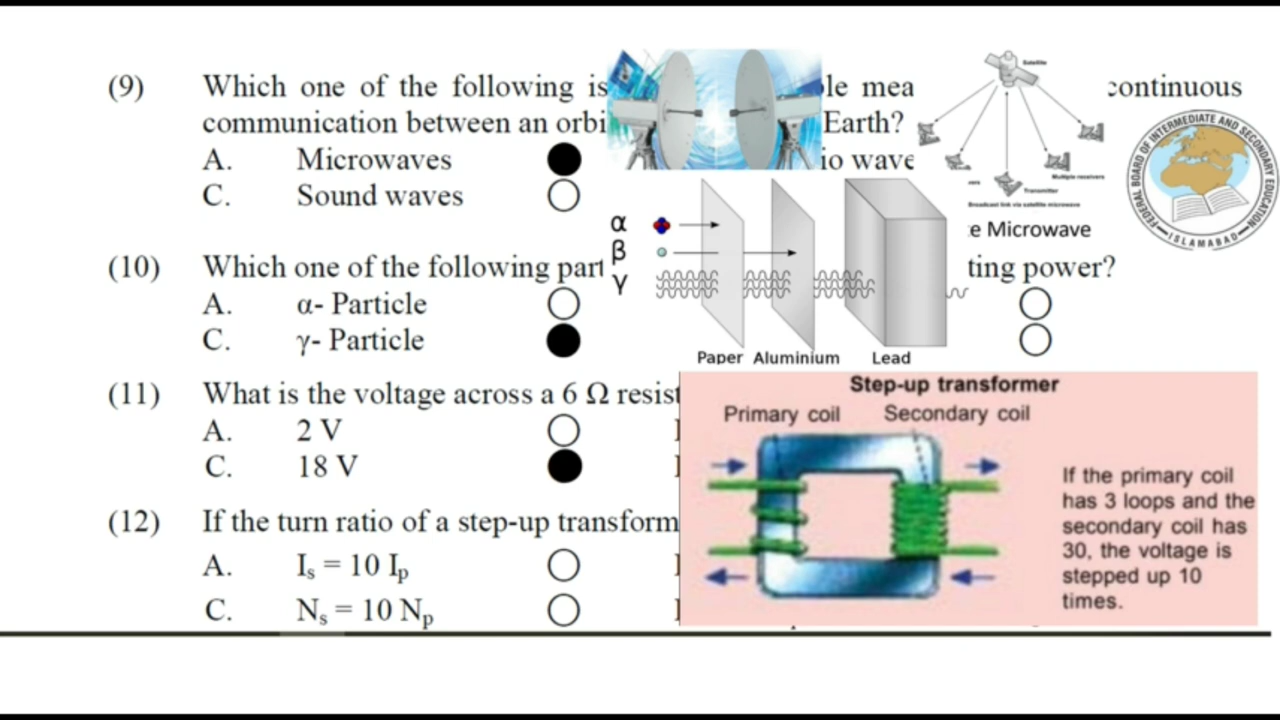 (9) Which one of the following is le mea continuous
communication between an orbi Earth?
A. Microwaves io wave
C. Sound waves
Satellite
Multiple receivers
Transmitter
Broadcast link via satellite microwave
e Microwave
FEDERAL BOARD OF INTERMEDIATE AND SECONDARY EDUCATION
ISLAMABAD
(10) Which one of the following part ting power?
A. α- Particle
C. γ- Particle
α
β
γ
Paper Aluminium Lead
(11) What is the voltage across a 6 Ω resist
A. 2 V
C. 18 V
(12) If the turn ratio of a step-up transform
A. Is = 10 Ip
C. Ns = 10 Np
Step-up transformer
Primary coil Secondary coil
If the primary coil
has 3 loops and the
secondary coil has
30, the voltage is
stepped up 10
times.